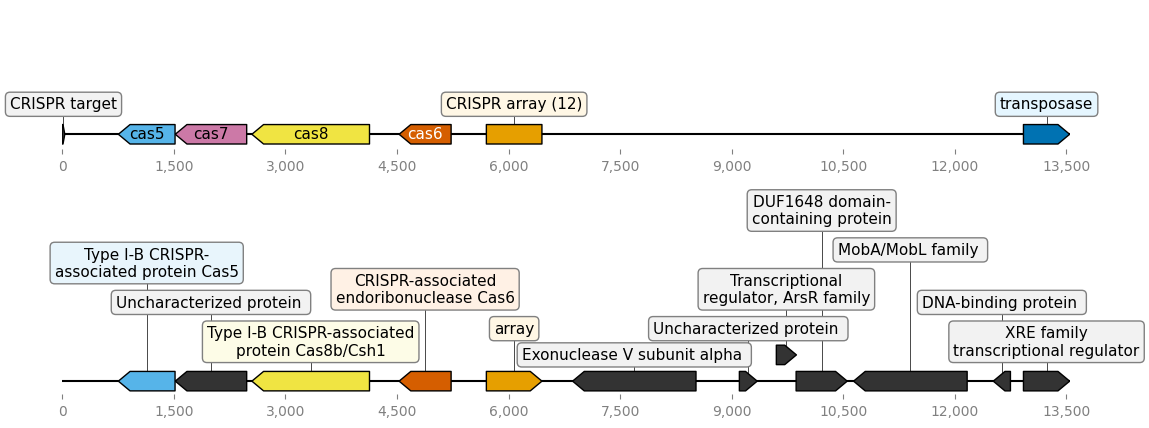 CRISPR target
CRISPR array (12)
transposase
cas5
cas7
cas8
cas6
0
1,500
3,000
4,500
6,000
7,500
9,000
10,500
12,000
13,500
DUF1648 domain-
containing protein
MobA/MobL family
Type I-B CRISPR-
associated protein Cas5
CRISPR-associated
endoribonuclease Cas6
Transcriptional
regulator, ArsR family
Uncharacterized protein
DNA-binding protein
Type I-B CRISPR-associated
protein Cas8b/Csh1
array
Uncharacterized protein
XRE family
transcriptional regulator
Exonuclease V subunit alpha
0
1,500
3,000
4,500
6,000
7,500
9,000
10,500
12,000
13,500